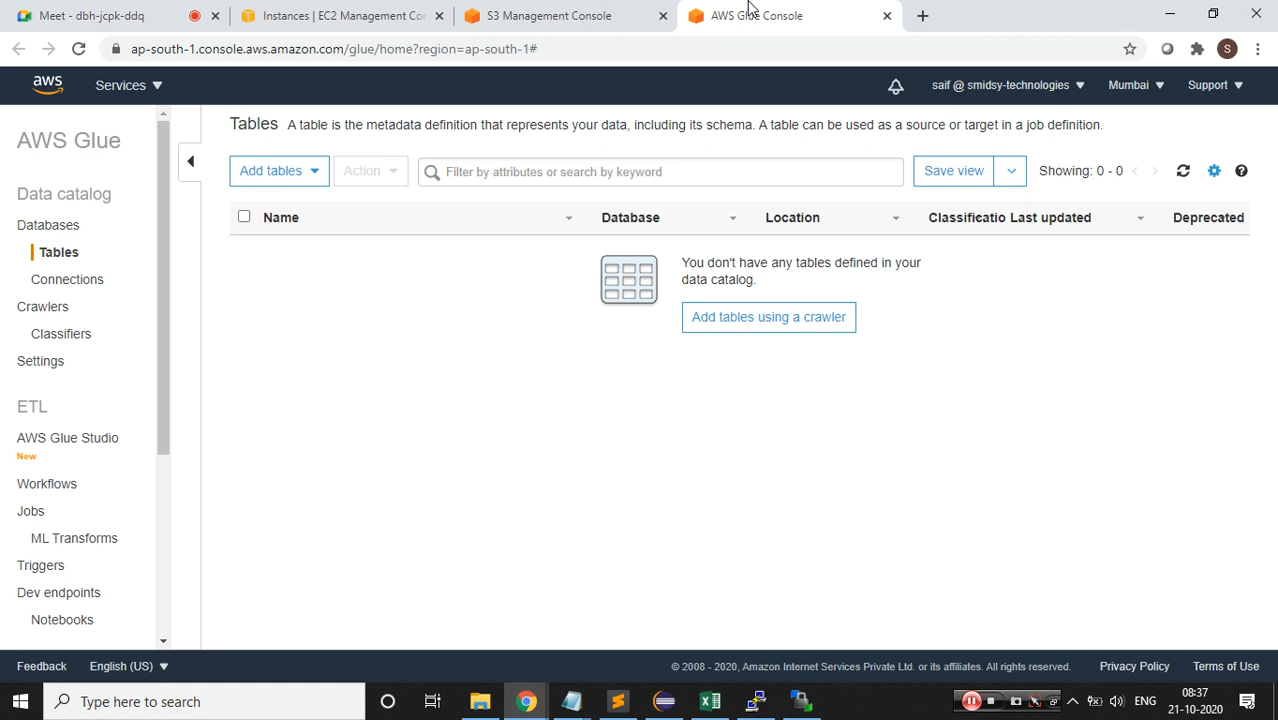 Meet - dbh-jcpk-ddq
Instances | EC2 Management Con
S3 Management Console
AWS Glue Console
ap-south-1.console.aws.amazon.com/glue/home?region=ap-south-1#
S
aws
Services
saif @ smidsy-technologies
Mumbai
Support
AWS Glue
Data catalog
Databases
Tables
Connections
Crawlers
Classifiers
Settings
ETL
AWS Glue Studio
New
Workflows
Jobs
ML Transforms
Triggers
Dev endpoints
Notebooks
Tables A table is the metadata definition that represents your data, including its schema. A table can be used as a source or target in a job definition.
Add tables
Action
Filter by attributes or search by keyword
Save view
Showing: 0 - 0
Name Database Location Classificatio Last updated Deprecated
You don't have any tables defined in your
data catalog.
Add tables using a crawler
Feedback
English (US)
© 2008 - 2020, Amazon Internet Services Private Ltd. or its affiliates. All rights reserved.
Privacy Policy
Terms of Use
Type here to search
ENG
08:37
21-10-2020